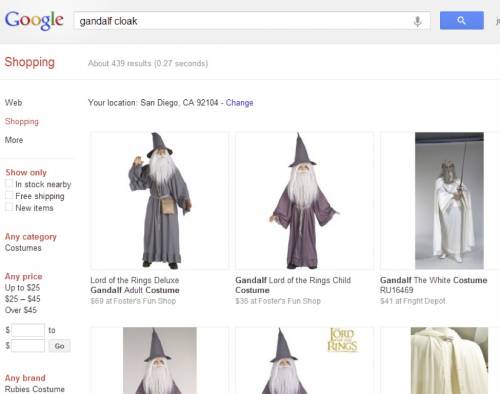 Google
gandalf cloak
Shopping
About 439 results (0.27 seconds)
Web
Shopping
More
Show only
In stock nearby
Free shipping
New items
Any category
Costumes
Any price
Up to $25
$25 – $45
Over $45
$ to
$ Go
Any brand
Rubies Costume
Your location: San Diego, CA 92104 - Change
Lord of the Rings Deluxe
Gandalf Adult Costume
$69 at Foster's Fun Shop
Gandalf Lord of the Rings Child
Costume
$36 at Foster's Fun Shop
Gandalf The White Costume
RU16469
$41 at Fright Depot
THE LORD
OF THE
RINGS